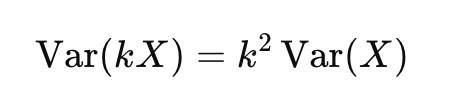 Var(kX) = k² Var(X)